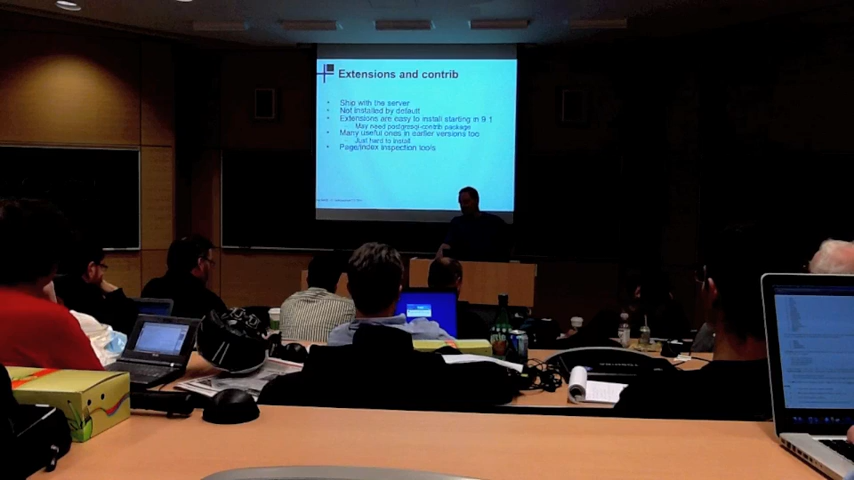 Extensions and contrib
• Ship with the server
• Not installed by default
• Extensions are easy to install starting in 9.1
May need postgresql-contrib package
• Many useful ones in earlier versions too
Just hard to install
• Page/Index inspection tools